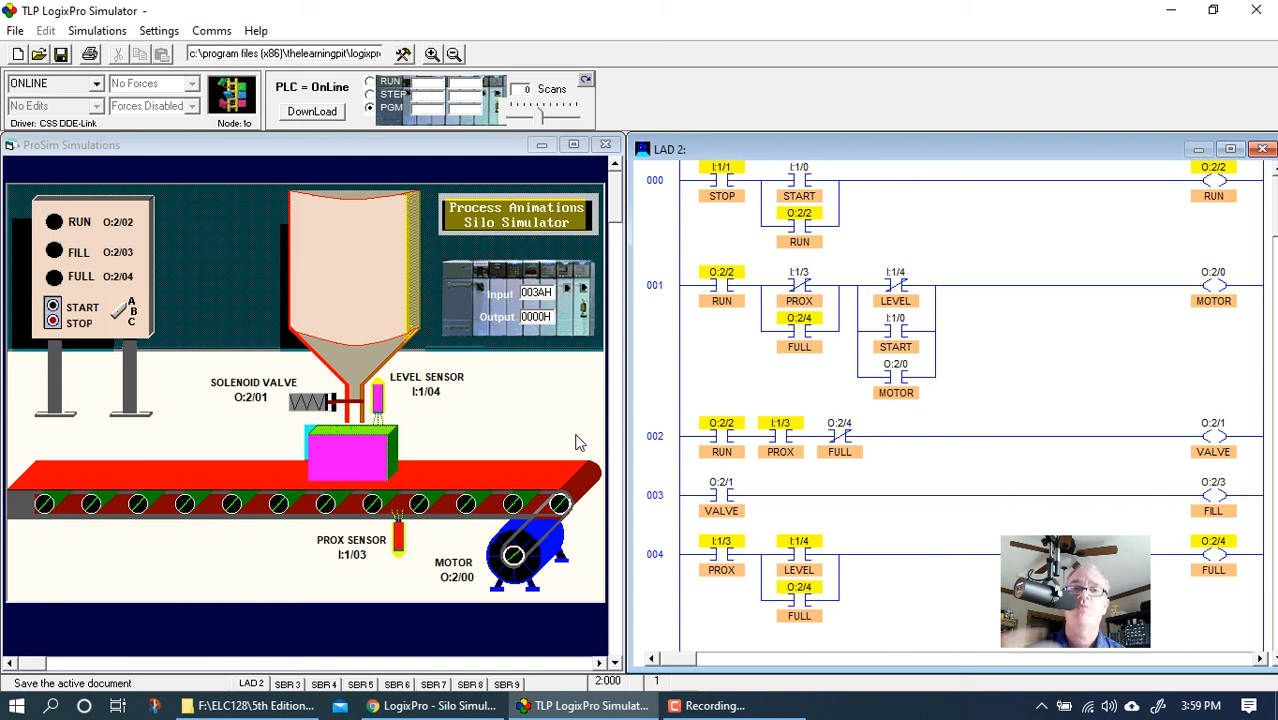 TLP LogixPro Simulator
File Edit Simulations Settings Comms Help
c:\program files (x86)\thelearningpit\logixpro
ONLINE No Forces
No Edits Forces Disabled
Driver: CSS DDE-Link Node: 1o
PLC = OnLine
DownLoad
RUN
STEP
PGM
0 Scans
ProSim Simulations
RUN O:2/02
FILL O:2/03
FULL O:2/04
START
STOP
A
B
C
Process Animations
Silo Simulator
Input 003AH
Output 0000H
SOLENOID VALVE
O:2/01
LEVEL SENSOR
I:1/04
PROX SENSOR
I:1/03
MOTOR
O:2/00
LAD 2:
I:1/1 I:1/0 O:2/2
000
STOP START RUN
O:2/2
RUN
O:2/2 I:1/3 I:1/4 O:2/0
001
RUN PROX LEVEL MOTOR
O:2/4 I:1/0
FULL START
O:2/0
MOTOR
O:2/2 I:1/3 O:2/4 O:2/1
002
RUN PROX FULL VALVE
O:2/1 O:2/3
003
VALVE FILL
I:1/3 I:1/4 O:2/4
004
PROX LEVEL FULL
O:2/4
FULL
Save the active document LAD 2 SBR 3 SBR 4 SBR 5 SBR 6 SBR 7 SBR 8 SBR 9 2:000 1
F:\ELC128\5th Edition... LogixPro - Silo Simul... TLP LogixPro Simulat... Recording... 3:59 PM